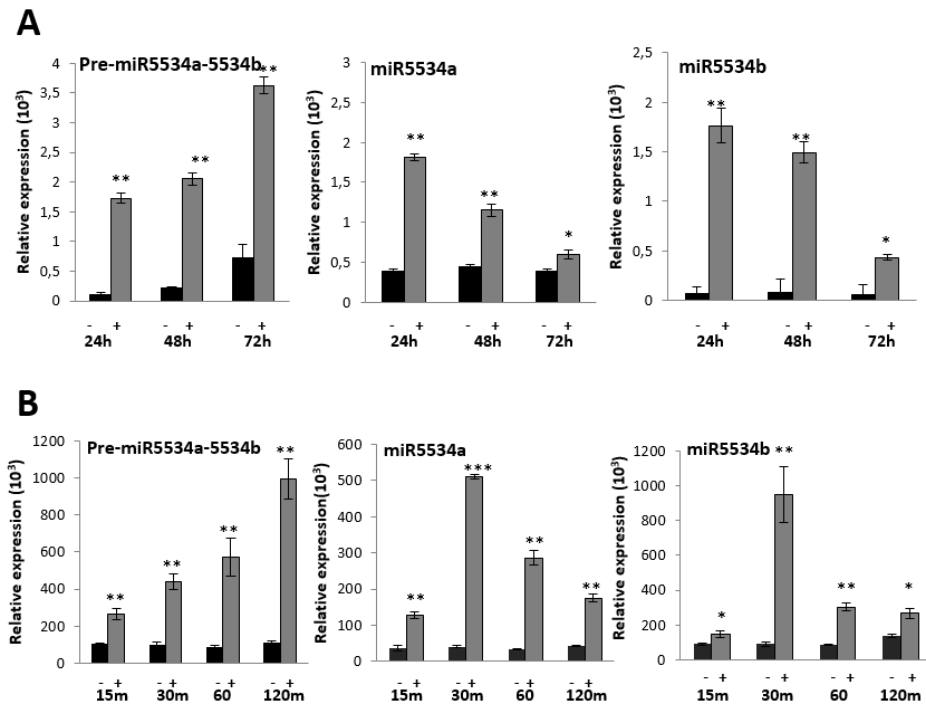 A
Pre-miR5534a-5534b
Relative expression (10³)
4
3,5
3
2,5
2
1,5
1
0,5
0
**
**
**
- + - + - +
24h 48h 72h
miR5534a
Relative expression (10³)
3
2,5
2
1,5
1
0,5
0
**
**
*
- + - + - +
24h 48h 72h
miR5534b
Relative expression (10³)
2,5
2
1,5
1
0,5
0
**
**
*
- + - + - +
24h 48h 72h
B
Pre-miR5534a-5534b
Relative expression (10³)
1200
1000
800
600
400
200
0
**
**
**
**
- + - + - + - +
15m 30m 60 120m
miR5534a
Relative expression(10³)
600
500
400
300
200
100
0
**
***
**
**
- + - + - + - +
15m 30m 60 120m
miR5534b
Relative expression (10³)
1200
1000
800
600
400
200
0
*
**
**
*
- + - + - + - +
15m 30m 60 120m